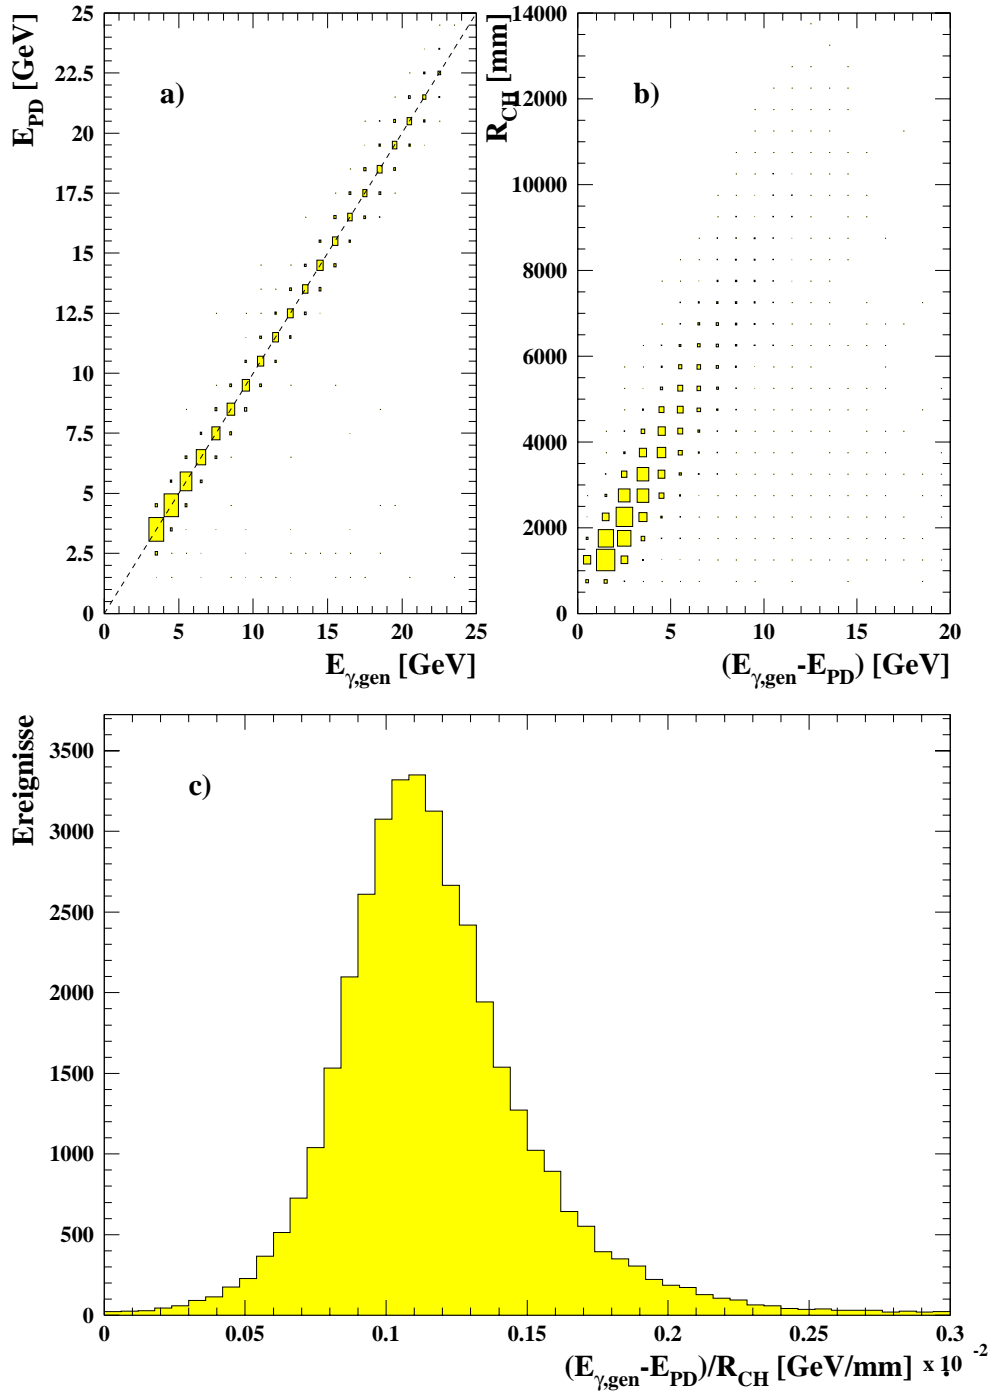 E_PD [GeV]
25
22.5
20
17.5
15
12.5
10
7.5
5
2.5
0
a)
0 5 10 15 20 25
E_γ,gen [GeV]
R_CH [mm]
14000
12000
10000
8000
6000
4000
2000
0
b)
0 5 10 15 20
(E_γ,gen-E_PD) [GeV]
Ereignisse
3500
3000
2500
2000
1500
1000
500
0
c)
0 0.05 0.1 0.15 0.2 0.25 0.3
x 10^-2
(E_γ,gen-E_PD)/R_CH [GeV/mm]